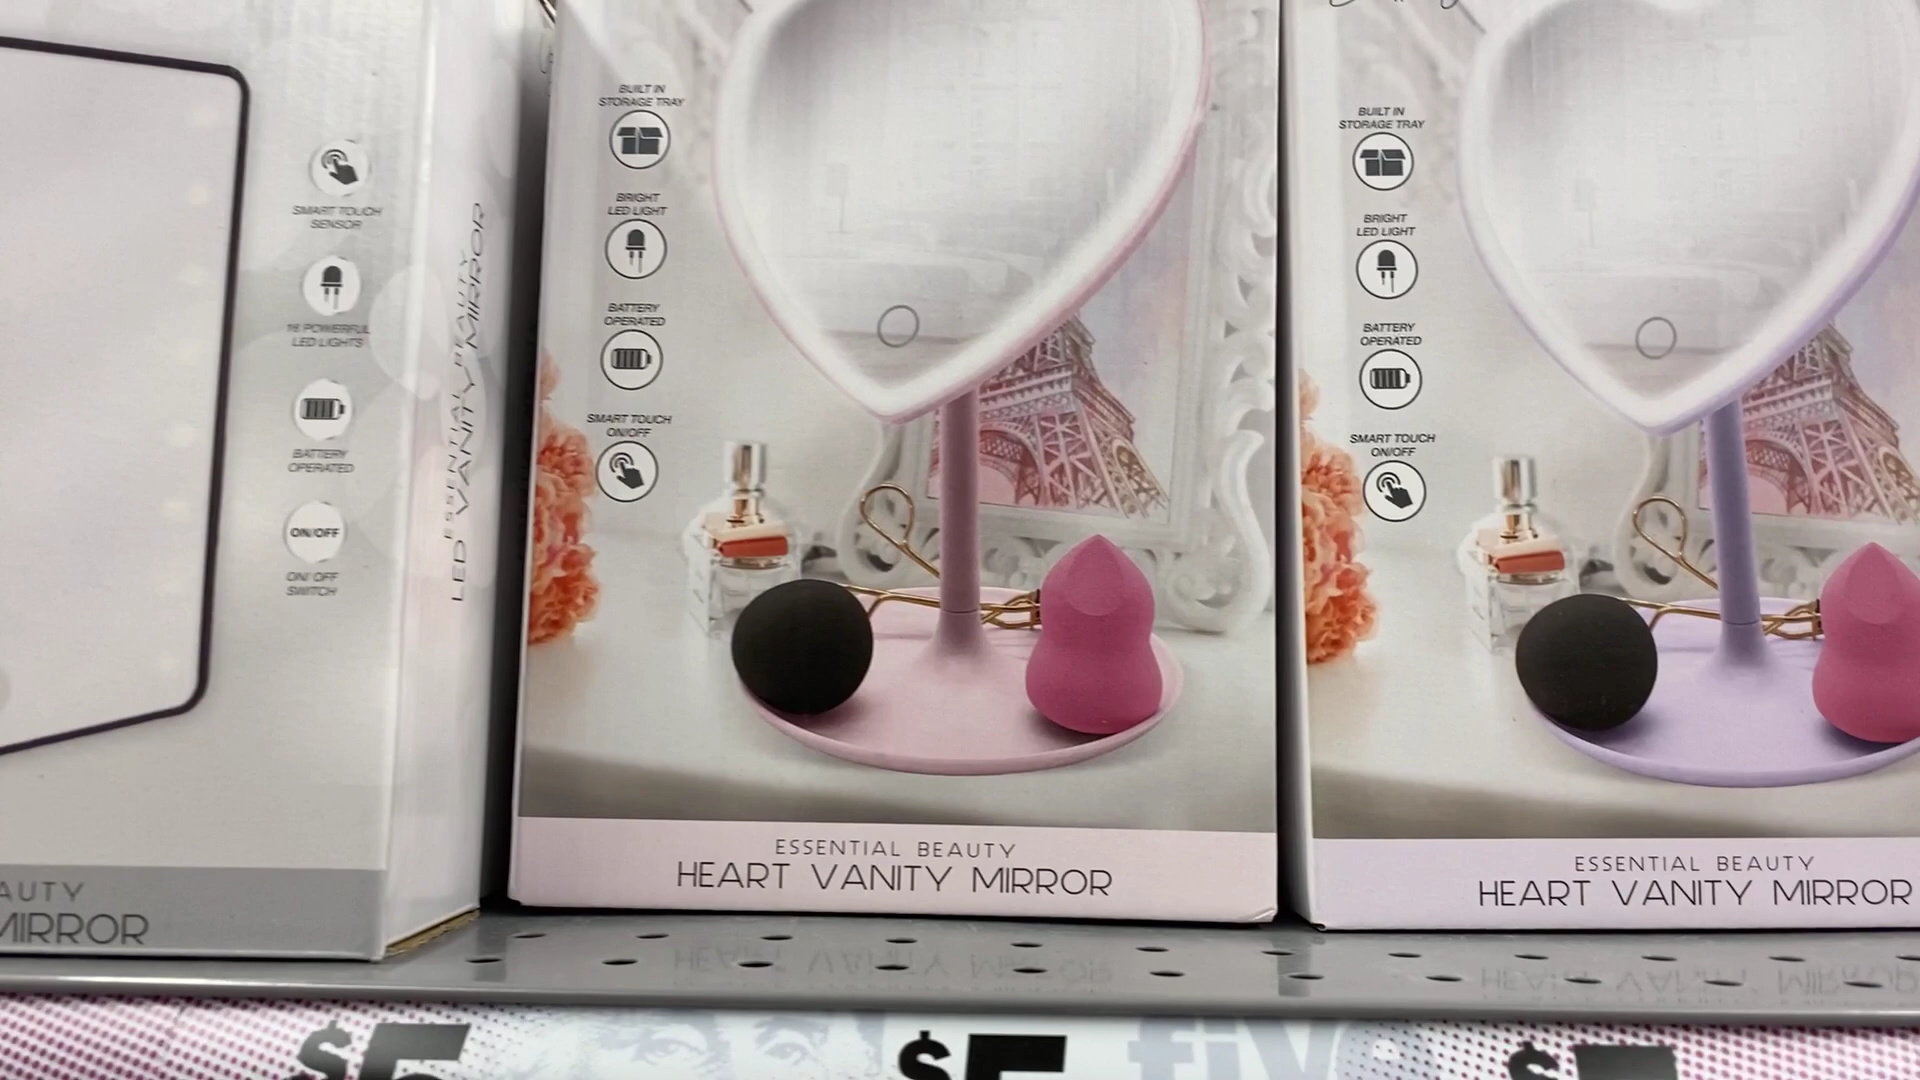 SMART TOUCH
SENSOR
16 POWERFUL
LED LIGHTS
BATTERY
OPERATED
ON/OFF
ON/ OFF
SWITCH
MIRROR
ESSENTIAL BEAUTY
LED VANITY MIRROR
BUILT IN
STORAGE TRAY
BRIGHT
LED LIGHT
BATTERY
OPERATED
SMART TOUCH
ON/OFF
ESSENTIAL BEAUTY
HEART VANITY MIRROR
BUILT IN
STORAGE TRAY
BRIGHT
LED LIGHT
BATTERY
OPERATED
SMART TOUCH
ON/OFF
ESSENTIAL BEAUTY
HEART VANITY MIRROR
$5
$5
five